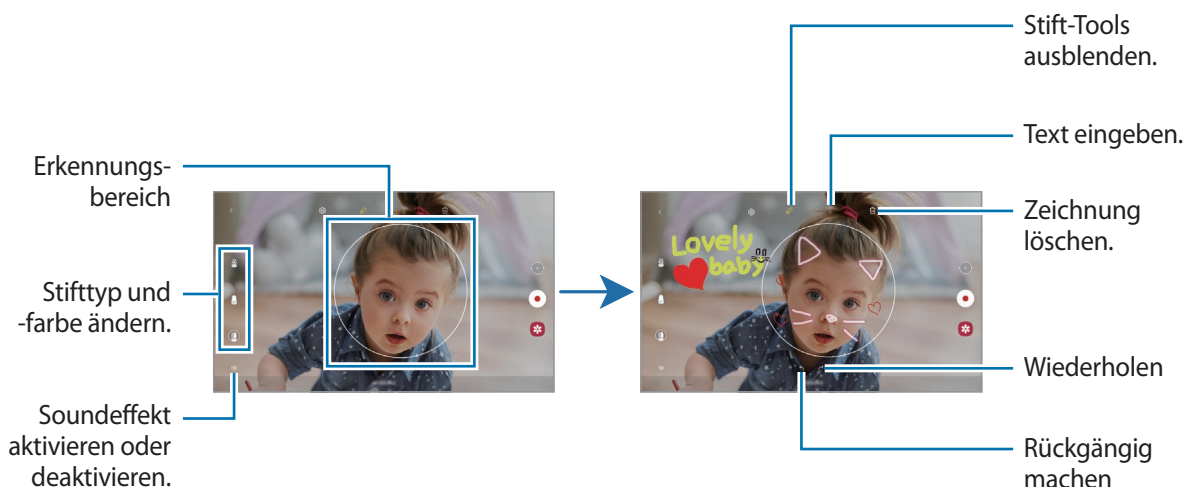 Stift-Tools
ausblenden.
Text eingeben.
Erkennungs-
bereich
Zeichnung
löschen.
Lovely
baby
Stifttyp und
-farbe ändern.
Wiederholen
Soundeffekt
aktivieren oder
deaktivieren.
Rückgängig
machen